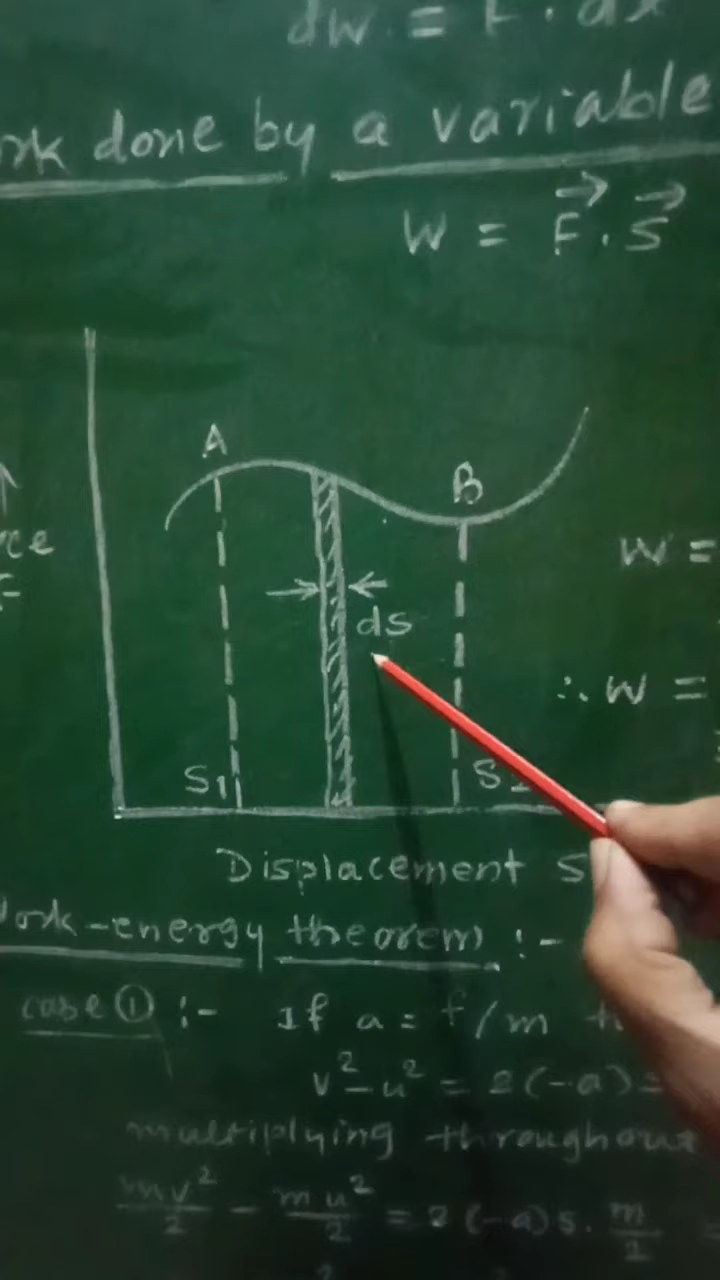 dw = F . dx
rk done by a variable
W = F . S
A
B
ce
F
W =
ds
∴ W =
S1
S2
Displacement S
Work-energy theorem :-
case ① :- If a = f/m
v² - u² = 2(-a)
multiplying throughout
mv²/2 - mu²/2 = 2(-a)s . m/2